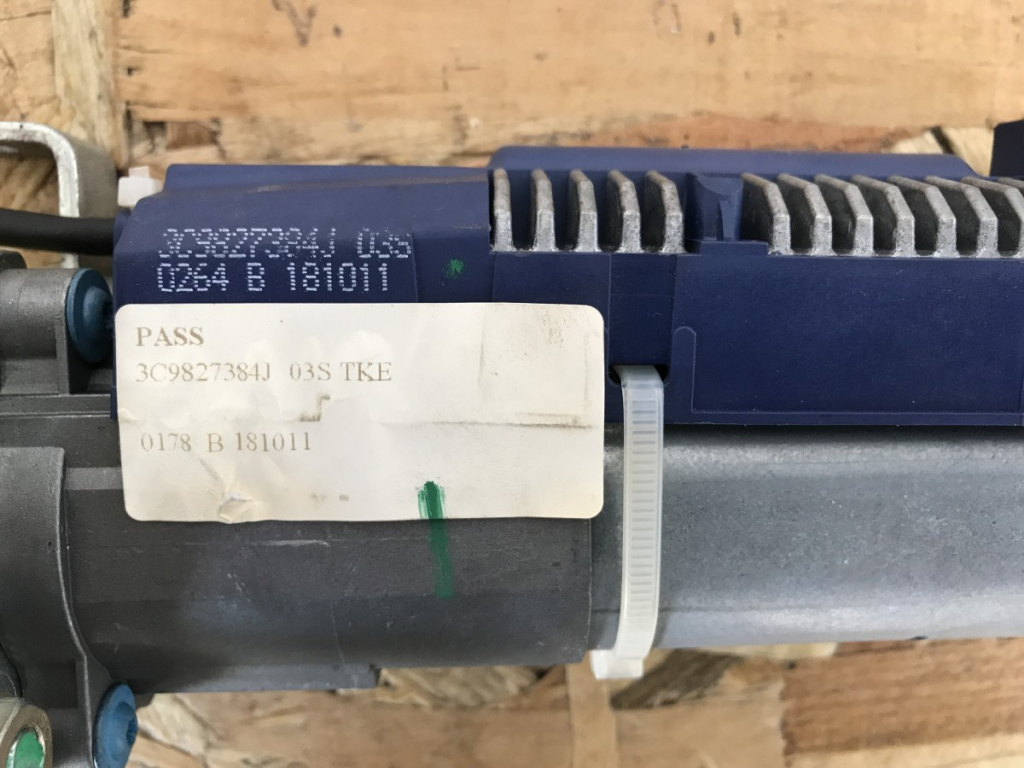 3C9827384J 03S
0264 B 181011
PASS
3C9827384J 03S TKE
0178 B 181011